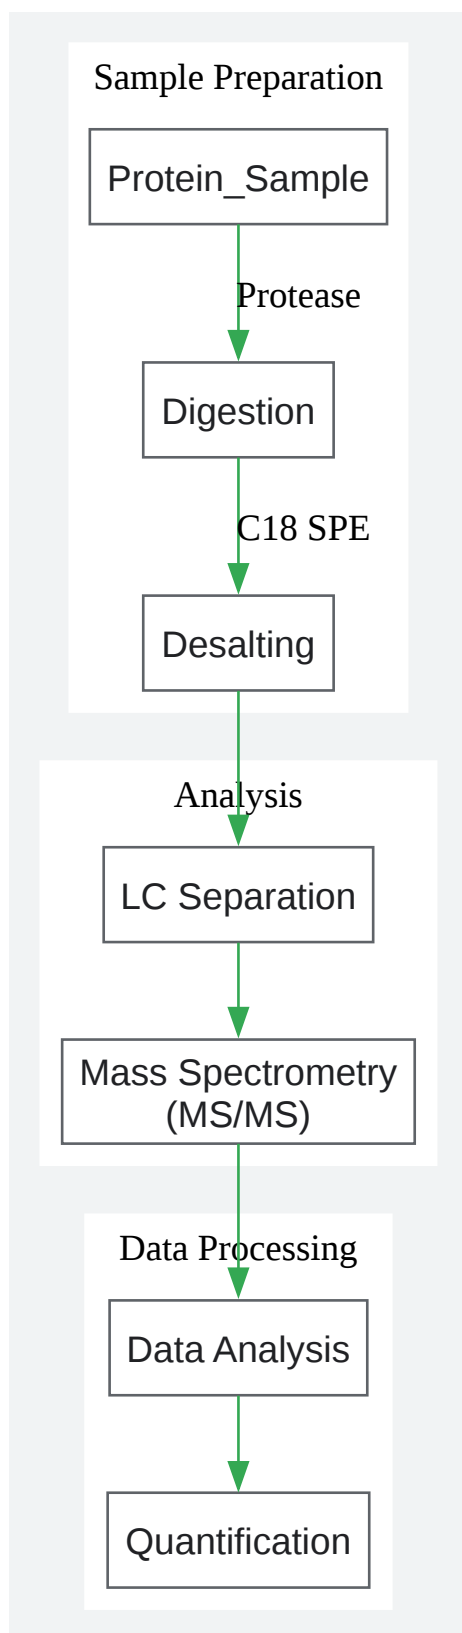 Sample Preparation
Protein_Sample
Protease
Digestion
C18 SPE
Desalting
Analysis
LC Separation
Mass Spectrometry
(MS/MS)
Data Processing
Data Analysis
Quantification